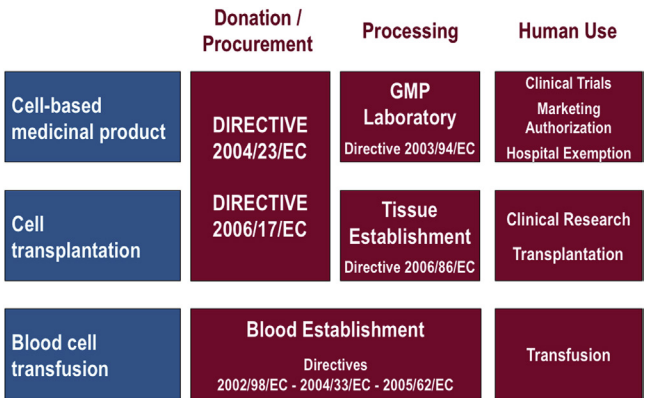 Donation /
Procurement
Processing
Human Use
Cell-based
medicinal product
DIRECTIVE
2004/23/EC
DIRECTIVE
2006/17/EC
GMP
Laboratory
Directive 2003/94/EC
Clinical Trials
Marketing
Authorization
Hospital Exemption
Cell
transplantation
Tissue
Establishment
Directive 2006/86/EC
Clinical Research
Transplantation
Blood cell
transfusion
Blood Establishment
Directives
2002/98/EC - 2004/33/EC - 2005/62/EC
Transfusion